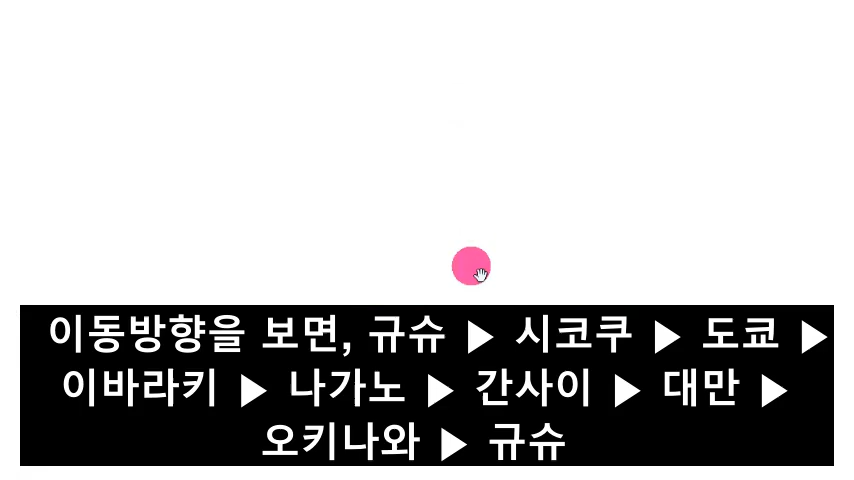 이동방향을 보면, 규슈 ▶ 시코쿠 ▶ 도쿄 ▶
이바라키 ▶ 나가노 ▶ 간사이 ▶ 대만 ▶
오키나와 ▶ 규슈